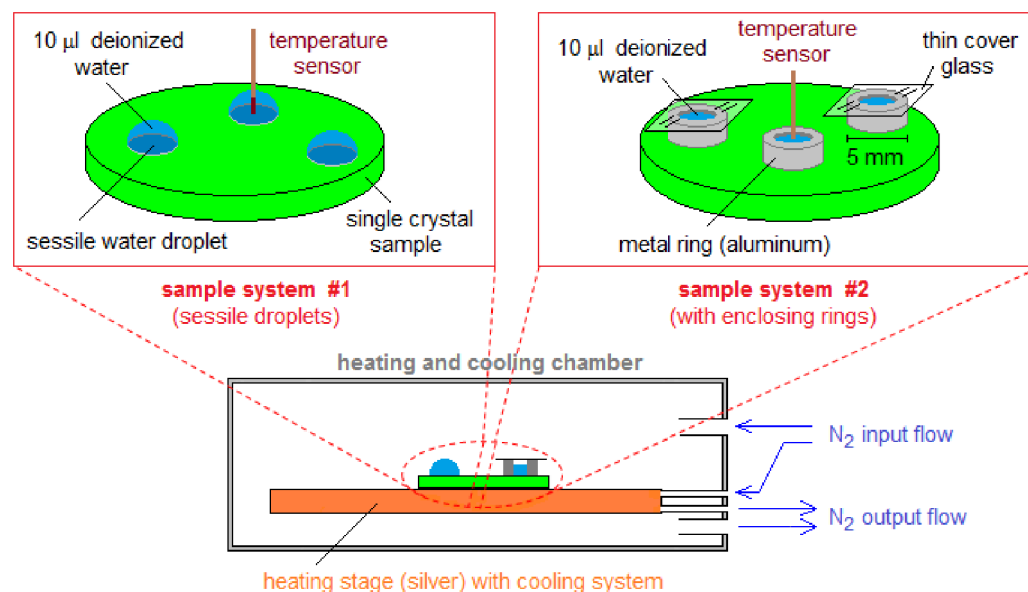 10 μl deionized
water
temperature
sensor
sessile water droplet
single crystal
sample
sample system #1
(sessile droplets)
10 μl deionized
water
temperature
sensor
thin cover
glass
5 mm
metal ring (aluminum)
sample system #2
(with enclosing rings)
heating and cooling chamber
N2 input flow
N2 output flow
heating stage (silver) with cooling system